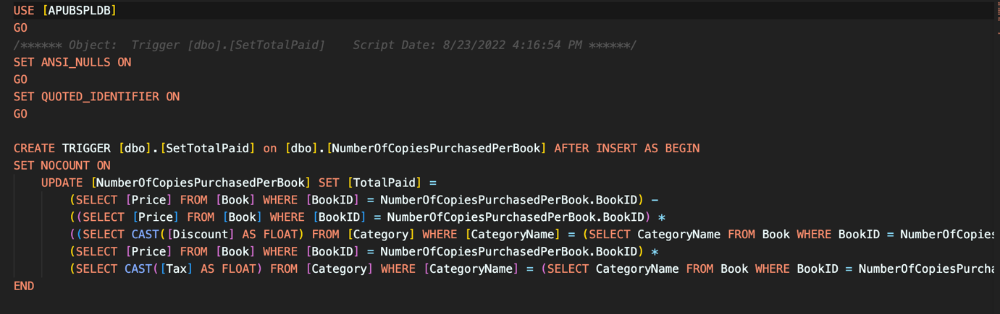 USE [APUBSPLDB]
GO
/****** Object:  Trigger [dbo].[SetTotalPaid]    Script Date: 8/23/2022 4:16:54 PM ******/
SET ANSI_NULLS ON
GO
SET QUOTED_IDENTIFIER ON
GO
CREATE TRIGGER [dbo].[SetTotalPaid] on [dbo].[NumberOfCopiesPurchasedPerBook] AFTER INSERT AS BEGIN
SET NOCOUNT ON
UPDATE [NumberOfCopiesPurchasedPerBook] SET [TotalPaid] =
(SELECT [Price] FROM [Book] WHERE [BookID] = NumberOfCopiesPurchasedPerBook.BookID) -
((SELECT [Price] FROM [Book] WHERE [BookID] = NumberOfCopiesPurchasedPerBook.BookID) *
((SELECT CAST([Discount] AS FLOAT) FROM [Category] WHERE [CategoryName] = (SELECT CategoryName FROM Book WHERE BookID = NumberOfCopies
(SELECT [Price] FROM [Book] WHERE [BookID] = NumberOfCopiesPurchasedPerBook.BookID) *
(SELECT CAST([Tax] AS FLOAT) FROM [Category] WHERE [CategoryName] = (SELECT CategoryName FROM Book WHERE BookID = NumberOfCopiesPurcha
END